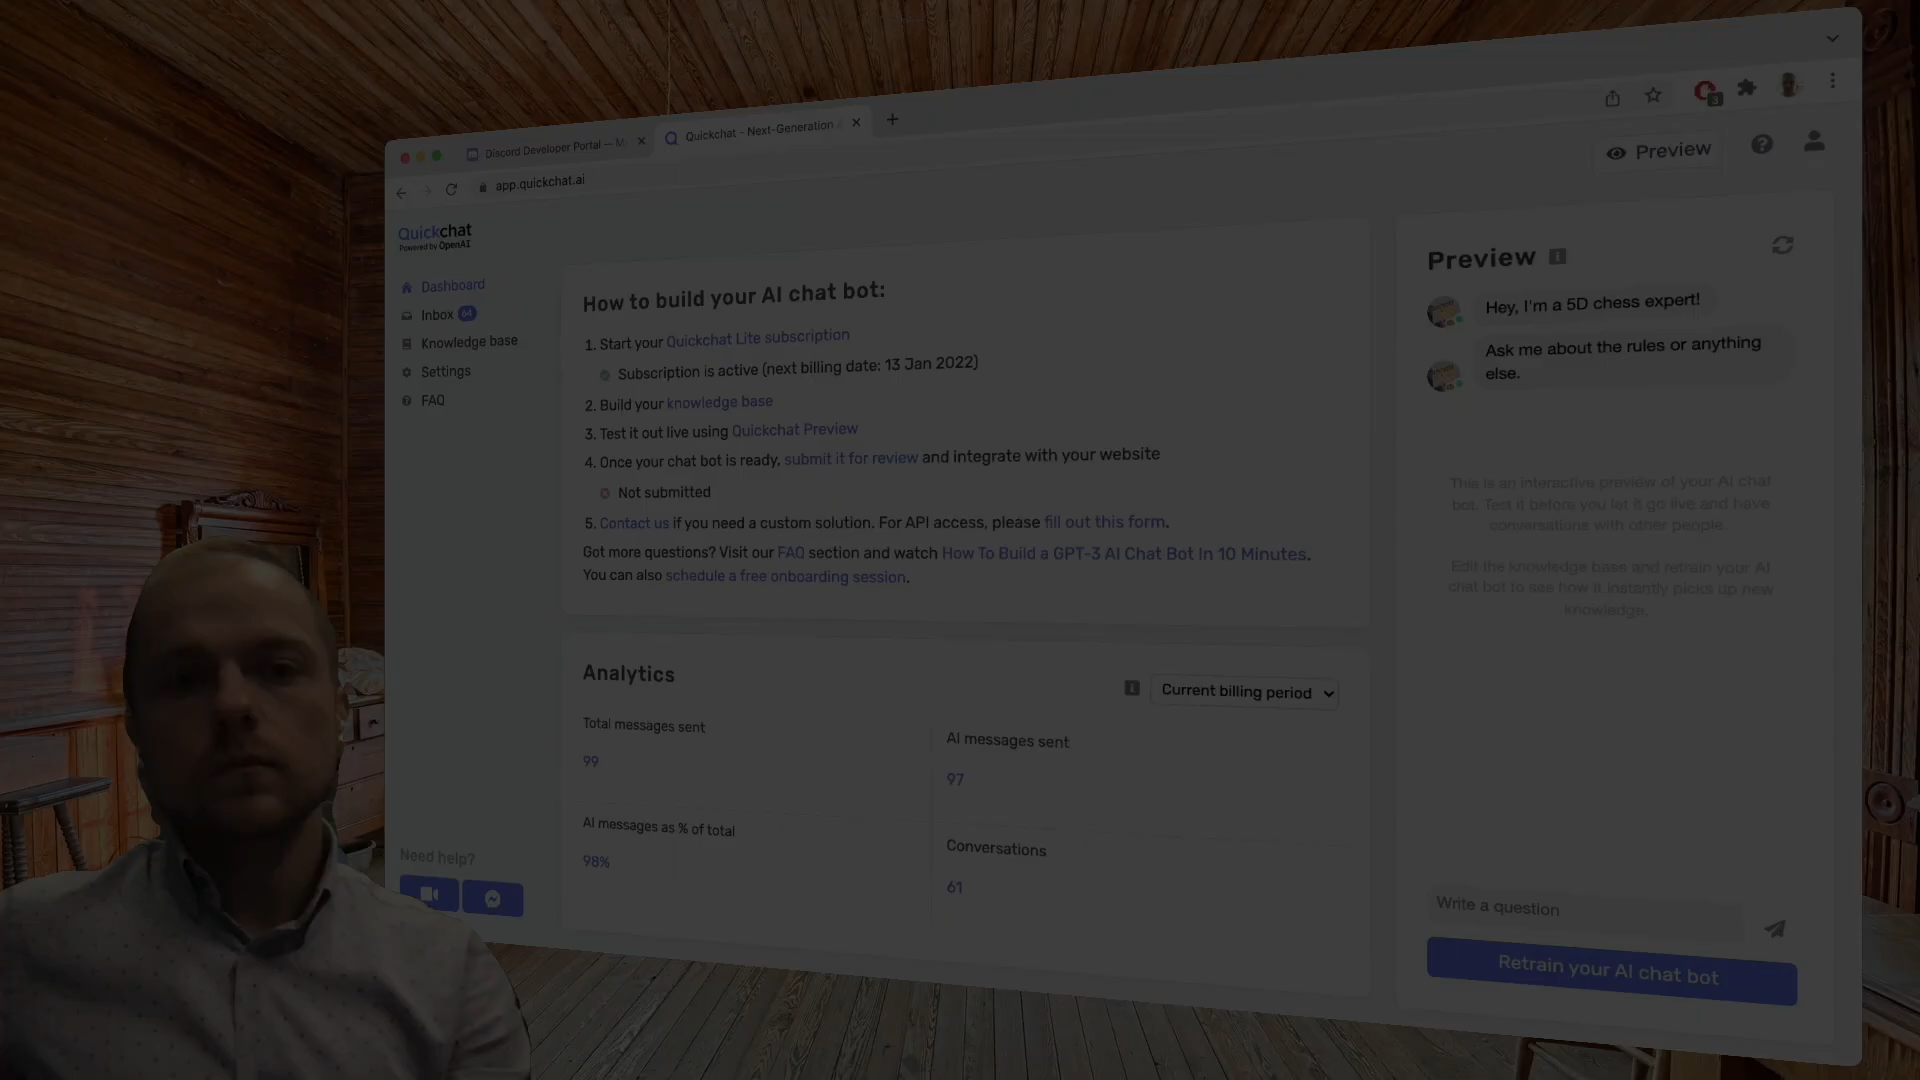 Discord Developer Portal — M
Quickchat - Next-Generation
app.quickchat.ai
3
Preview
Quickchat
Powered by OpenAI
Dashboard
Inbox 64
Knowledge base
Settings
FAQ
How to build your AI chat bot:
1. Start your Quickchat Lite subscription
Subscription is active (next billing date: 13 Jan 2022)
2. Build your knowledge base
3. Test it out live using Quickchat Preview
4. Once your chat bot is ready, submit it for review and integrate with your website
Not submitted
5. Contact us if you need a custom solution. For API access, please fill out this form.
Got more questions? Visit our FAQ section and watch How To Build a GPT-3 AI Chat Bot In 10 Minutes.
You can also schedule a free onboarding session.
Analytics
Current billing period
Total messages sent
99
AI messages sent
97
AI messages as % of total
98%
Conversations
61
Need help?
Preview
Hey, I'm a 5D chess expert!
Ask me about the rules or anything
else.
This is an interactive preview of your AI chat
bot. Test it before you let it go live and have
conversations with other people.
Edit the knowledge base and retrain your AI
chat bot to see how it instantly picks up new
knowledge.
Write a question
Retrain your AI chat bot